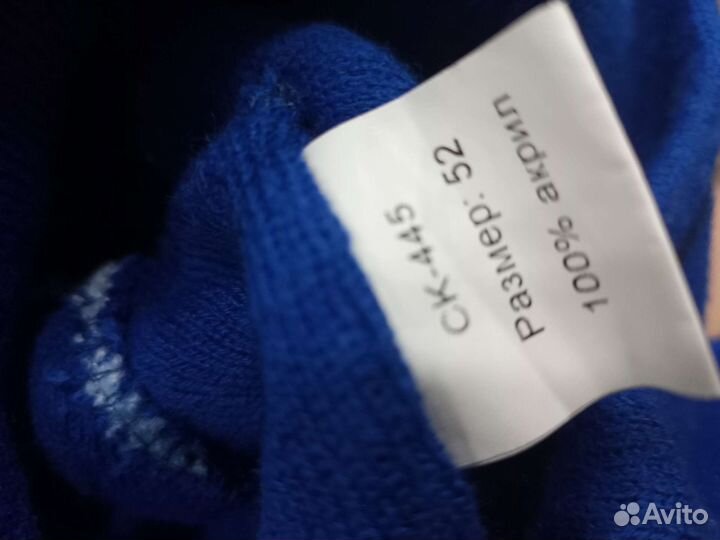 СК-445
Размер: 52
100% акрил
Avito